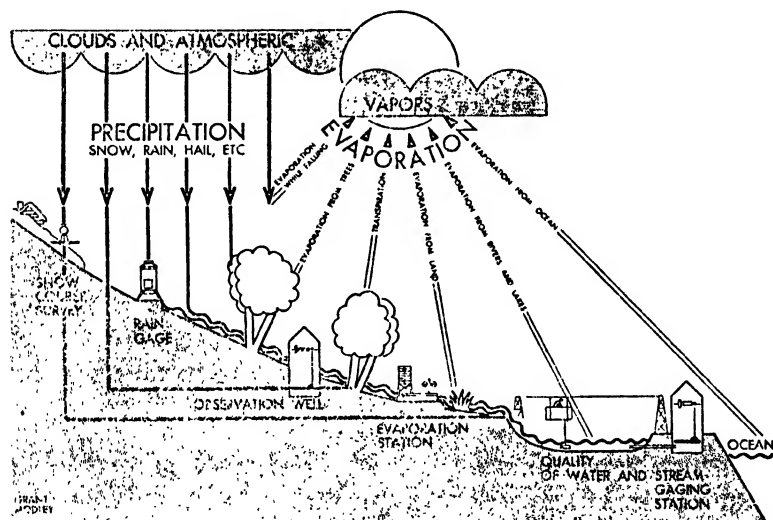 CLOUDS AND ATMOSPHERIC
VAPORS
PRECIPITATION
SNOW, RAIN, HAIL, ETC
EVAPORATION
EVAPORATION
WHILE FALLING
EVAPORATION FROM TREES
TRANSPIRATION
EVAPORATION FROM LAND
EVAPORATION FROM RIVERS AND LAKES
EVAPORATION FROM OCEAN
SNOW
COURSE
SURVEY
RAIN
GAGE
OBSERVATION WELL
EVAPORATION
STATION
QUALITY
OF WATER AND STREAM
GAGING
STATION
OCEAN
GRANT
MODLEY